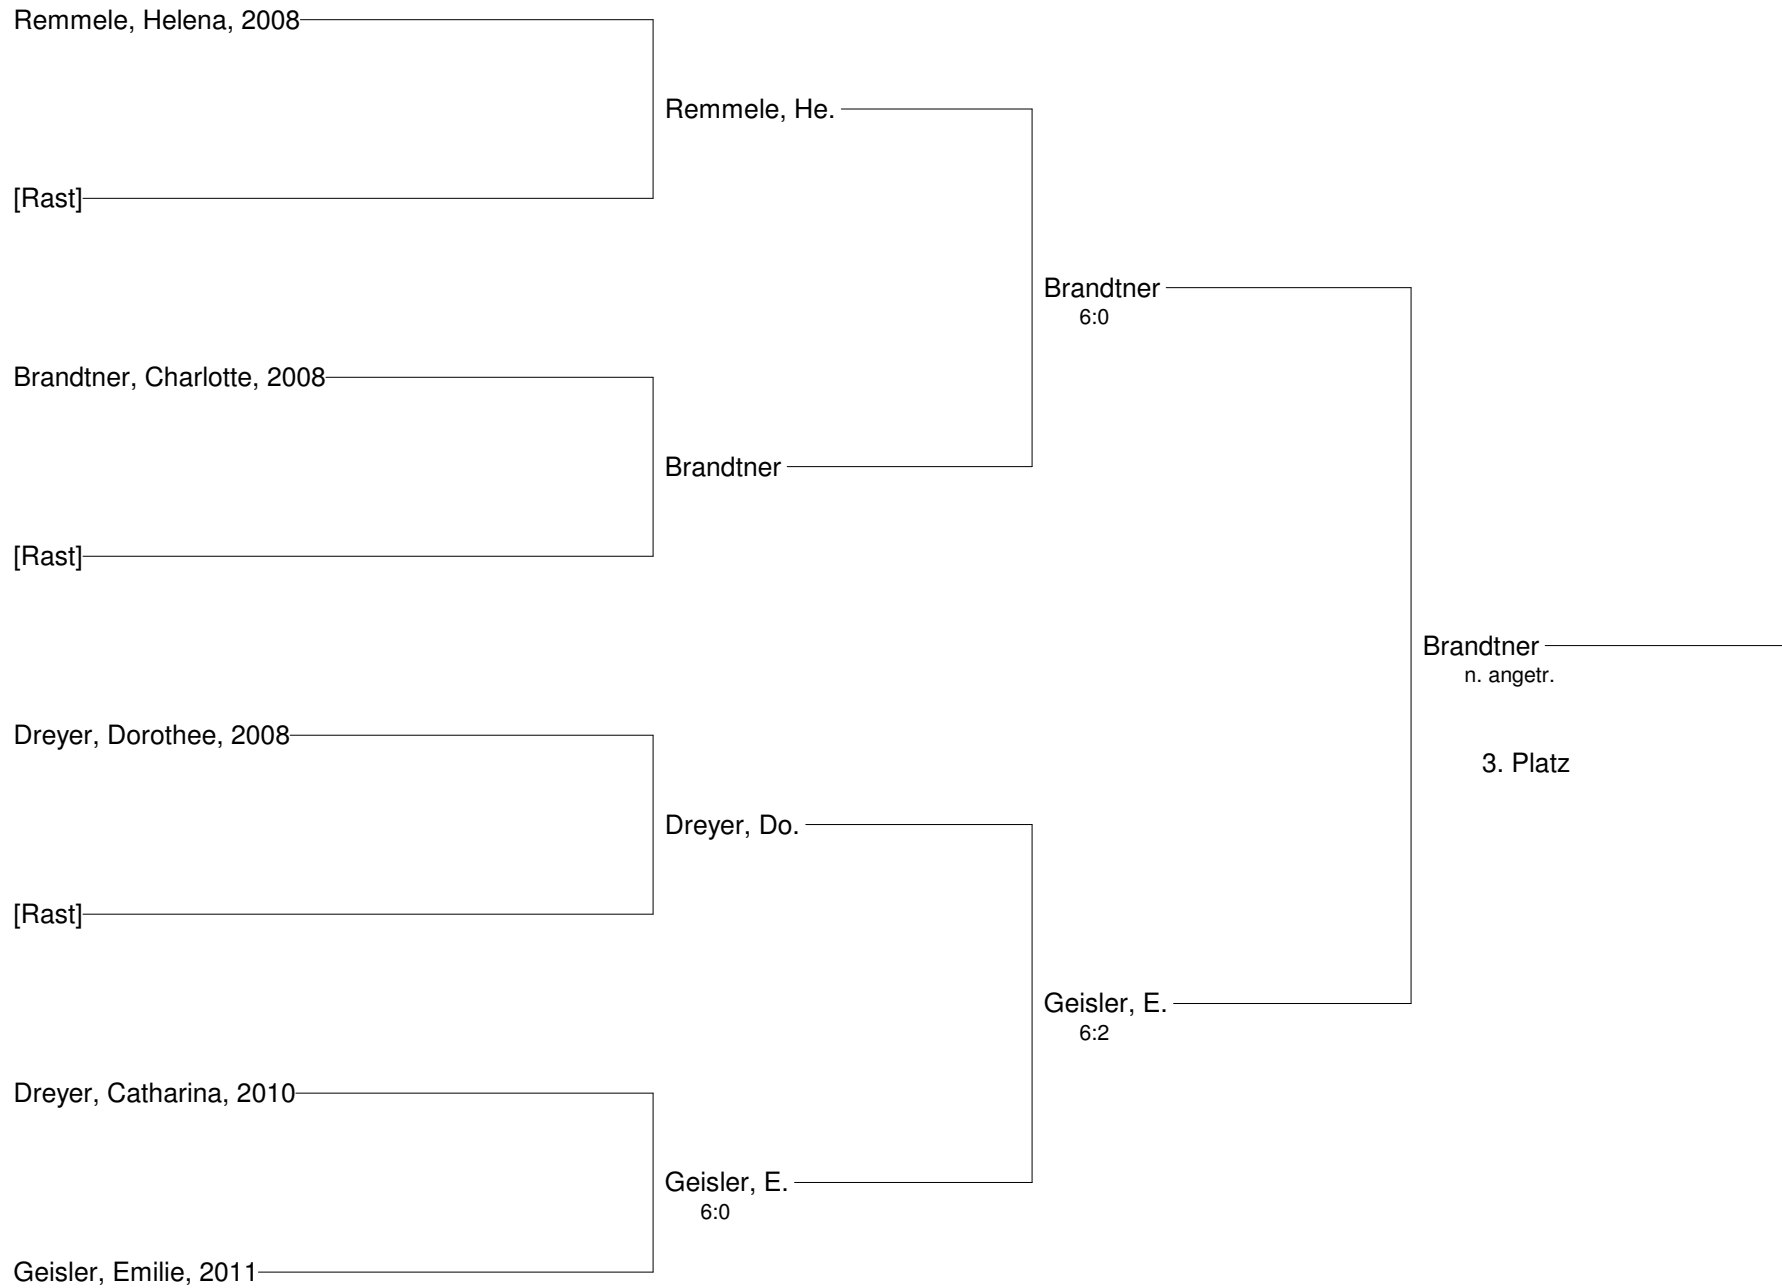 Remmele, Helena, 2008
Remmele, He.
[Rast]
Brandtner
6:0
Brandtner, Charlotte, 2008
Brandtner
[Rast]
Brandtner
n. angetr.
Dreyer, Dorothee, 2008
3. Platz
Dreyer, Do.
[Rast]
Geisler, E.
6:2
Dreyer, Catharina, 2010
Geisler, E.
6:0
Geisler, Emilie, 2011